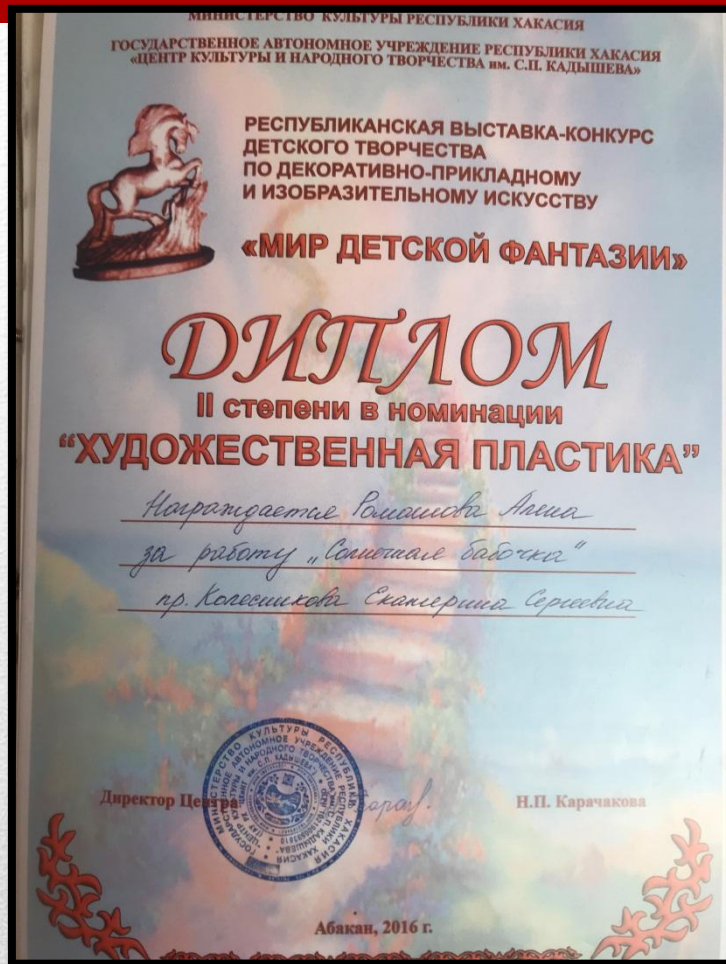 МИНИСТЕРСТВО КУЛЬТУРЫ РЕСПУБЛИКИ ХАКАСИЯ
ГОСУДАРСТВЕННОЕ АВТОНОМНОЕ УЧРЕЖДЕНИЕ РЕСПУБЛИКИ ХАКАСИЯ
«ЦЕНТР КУЛЬТУРЫ И НАРОДНОГО ТВОРЧЕСТВА им. С.П. КАДЫШЕВА»
РЕСПУБЛИКАНСКАЯ ВЫСТАВКА-КОНКУРС
ДЕТСКОГО ТВОРЧЕСТВА
ПО ДЕКОРАТИВНО-ПРИКЛАДНОМУ
И ИЗОБРАЗИТЕЛЬНОМУ ИСКУССТВУ
«МИР ДЕТСКОЙ ФАНТАЗИИ»
ДИПЛОМ
II степени в номинации
“ХУДОЖЕСТВЕННАЯ ПЛАСТИКА”
Награждается Ромашова Алена
за работу „Солнечная бабочка"
пр. Колесникова Екатерина Сергеевна
Директор Центра
Н.П. Карачакова
Абакан, 2016 г.